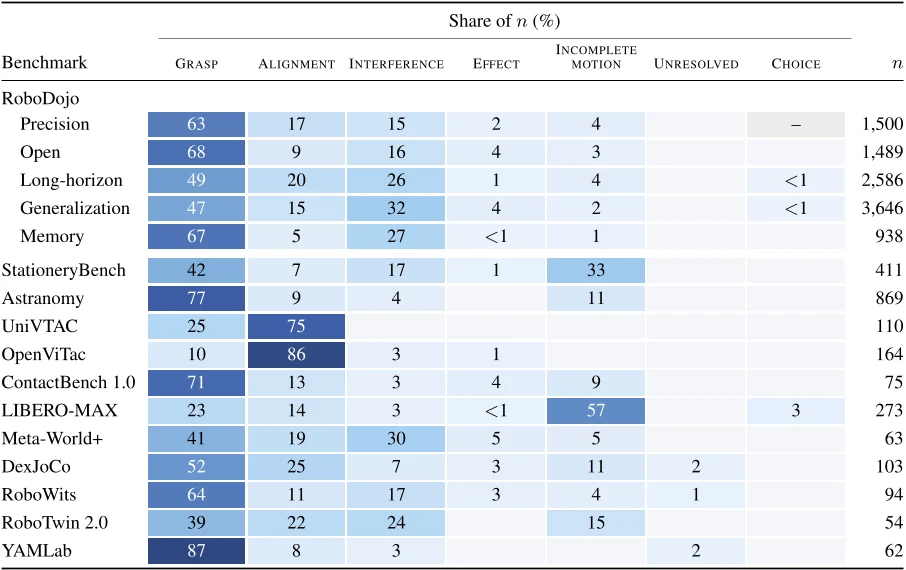 Share of n (%)
Benchmark GRASP ALIGNMENT INTERFERENCE EFFECT INCOMPLETE MOTION UNRESOLVED CHOICE n
RoboDojo
Precision 63 17 15 2 4 – 1,500
Open 68 9 16 4 3 1,489
Long-horizon 49 20 26 1 4 <1 2,586
Generalization 47 15 32 4 2 <1 3,646
Memory 67 5 27 <1 1 938
StationeryBench 42 7 17 1 33 411
Astranomy 77 9 4 11 869
UniVTAC 25 75 110
OpenViTac 10 86 3 1 164
ContactBench 1.0 71 13 3 4 9 75
LIBERO-MAX 23 14 3 <1 57 3 273
Meta-World+ 41 19 30 5 5 63
DexJoCo 52 25 7 3 11 2 103
RoboWits 64 11 17 3 4 1 94
RoboTwin 2.0 39 22 24 15 54
YAMLab 87 8 3 2 62